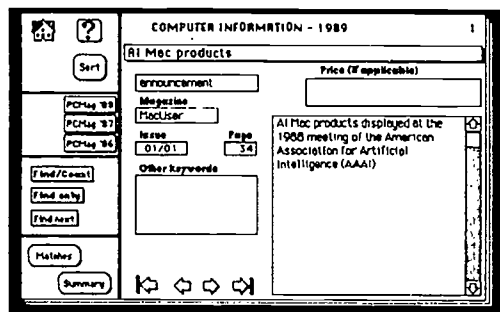 ?
COMPUTER INFORMATION - 1989
1
Sort
AI Mac products
Price (if applicable)
announcement
Magazine
MacUser
Issue
Page
01/01
34
Other keywords
PCMag '88
PCMag '87
PCMag '86
Find/Count
Find only
Find next
Matches
Summary
AI Mac products displayed at the
1988 meeting of the American
Association for Artificial
Intelligence (AAAI)